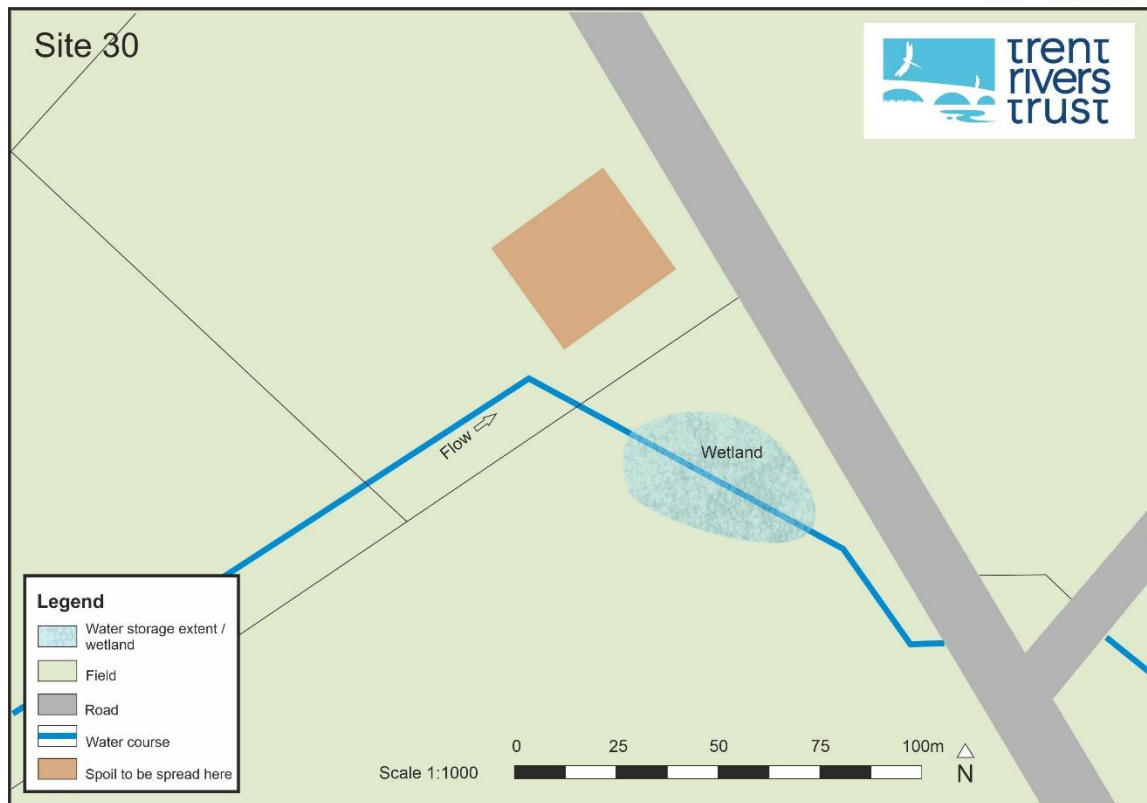 Site 30
trent
rivers
trust
Flow
Wetland
Legend
Water storage extent /
wetland
Field
Road
Water course
Spoil to be spread here
0 25 50 75 100m
Scale 1:1000
N